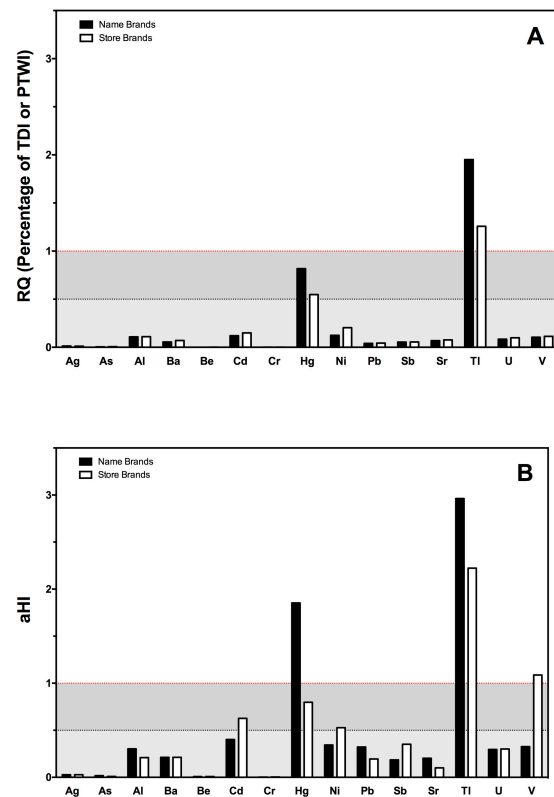 Name Brands
Store Brands
A
RQ (Percentage of TDI or PTWI)
3
2
1
0
Ag As Al Ba Be Cd Cr Hg Ni Pb Sb Sr Tl U V
Name Brands
Store Brands
B
aHI
3
2
1
0
Ag As Al Ba Be Cd Cr Hg Ni Pb Sb Sr Tl U V